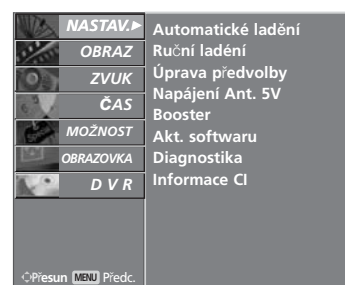 NASTAV.
OBRAZ
ZVUK
ČAS
MOŽNOST
OBRAZOVKA
D V R
Automatické ladění
Ruční ladéní
Úprava předvolby
Napájení Ant. 5V
Booster
Akt. softwaru
Diagnostika
Informace CI
Přesun MENU Předc.